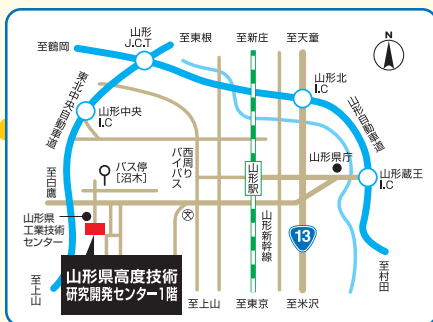 至鶴岡
山形
J.C.T
至東根
至新庄
至天童
N
東北中央自動車道
山形中央
I.C
山形北
I.C
山形自動車道
西周り
バイパス
バス停
[沼木]
至白鷹
山形駅
山形県庁
山形蔵王
I.C
山形県
工業技術
センター
文
山形新幹線
13
山形県高度技術
研究開発センター1階
至上山
至上山
至東京
至米沢
至村田